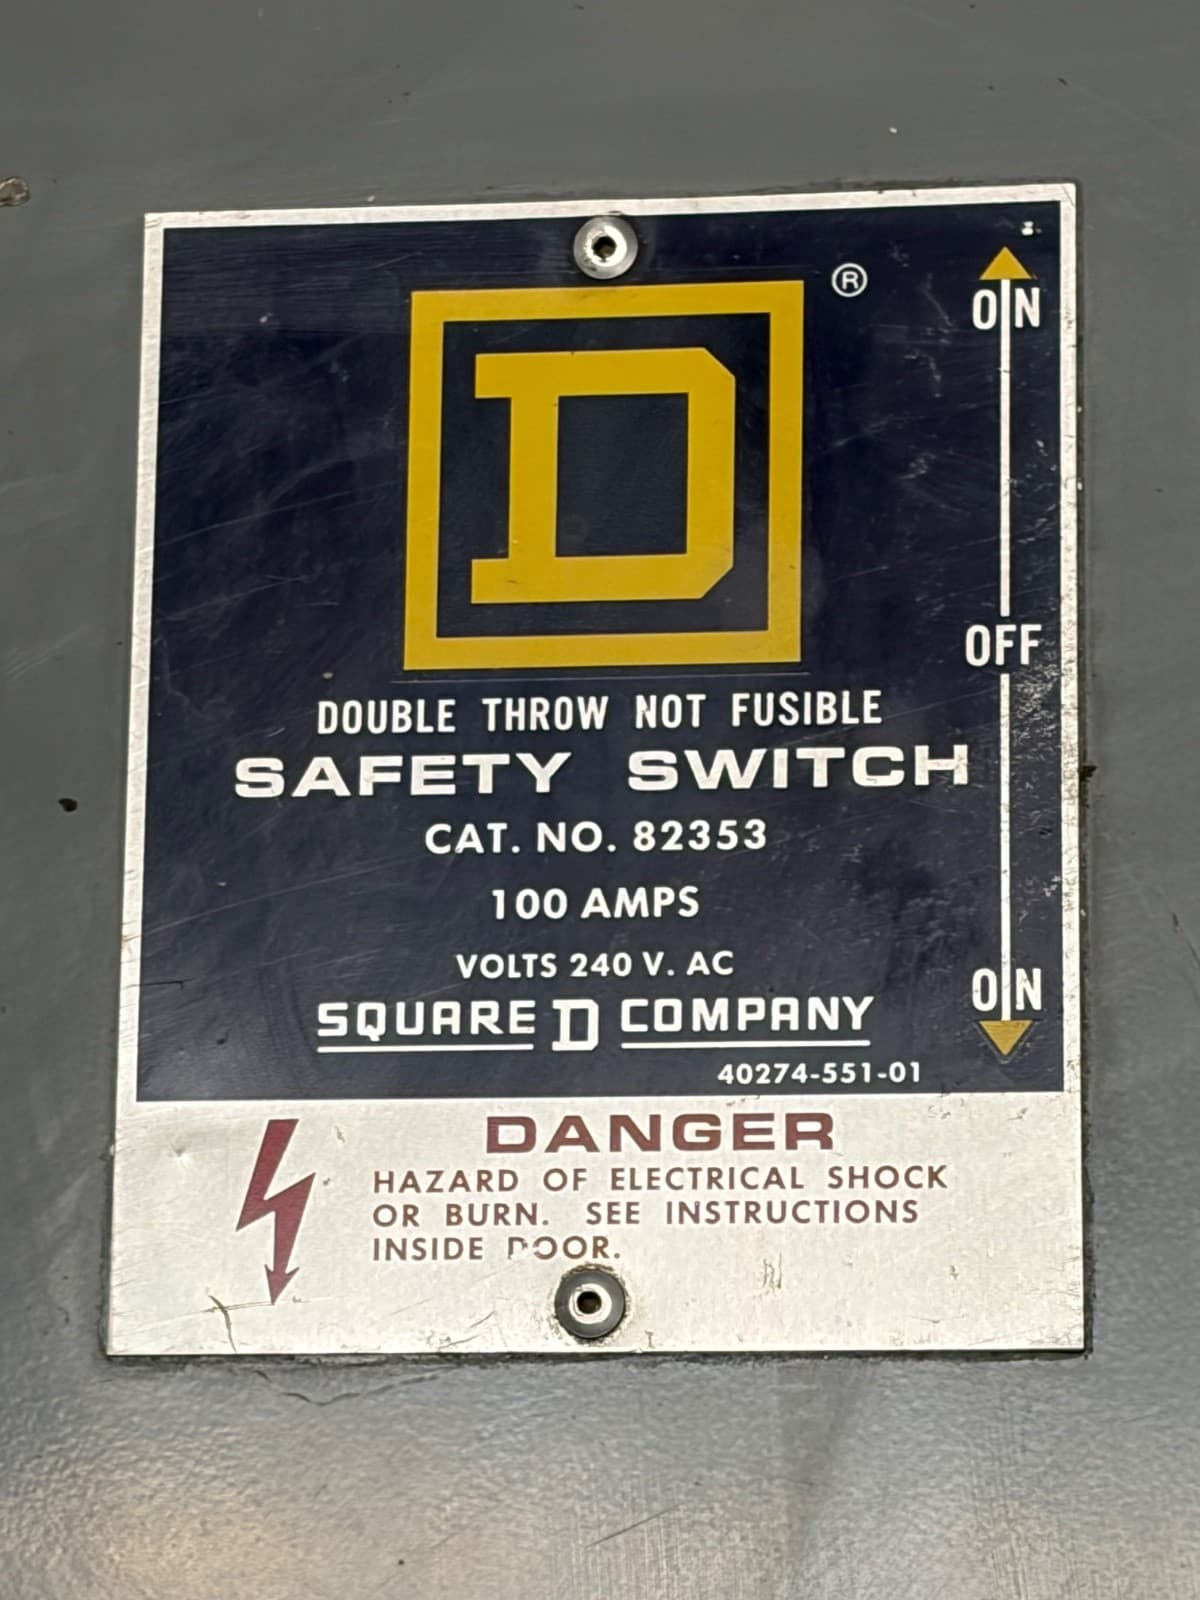 D ®
ON
OFF
DOUBLE THROW NOT FUSIBLE
SAFETY SWITCH
CAT. NO. 82353
100 AMPS
VOLTS 240 V. AC
ON
SQUARE D COMPANY
40274-551-01
DANGER
HAZARD OF ELECTRICAL SHOCK
OR BURN. SEE INSTRUCTIONS
INSIDE DOOR.